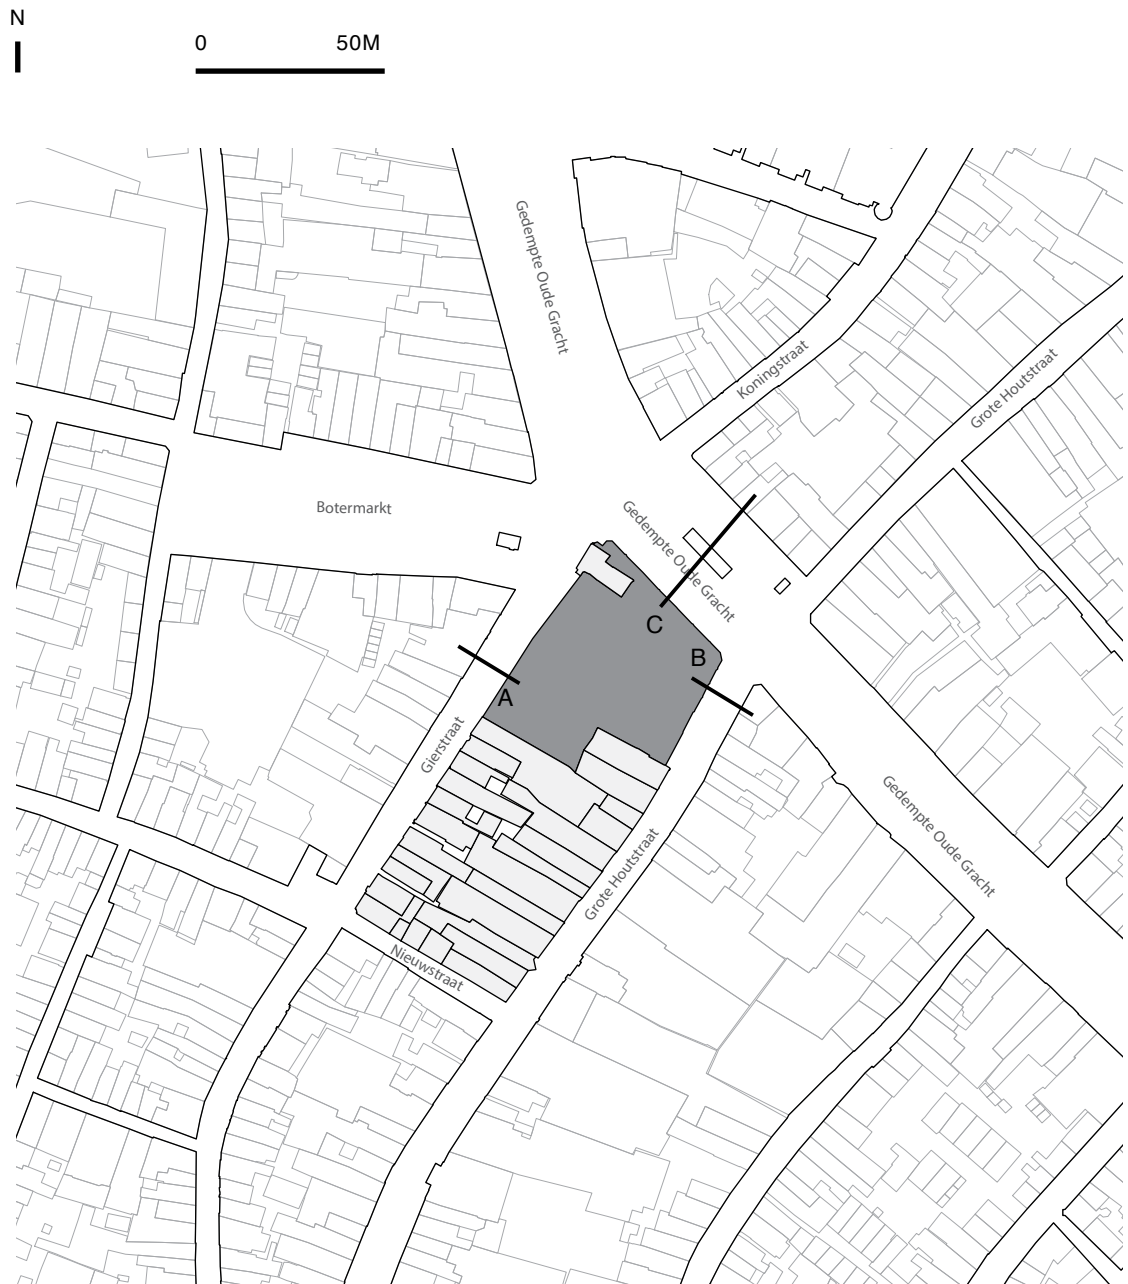 N
0 50M
Gedempte Oude Gracht
Koningstraat
Grote Houtstraat
Botermarkt
Gedempte Oude Gracht
C
B
A
Gierstraat
Gedempte Oude Gracht
Grote Houtstraat
Nieuwstraat